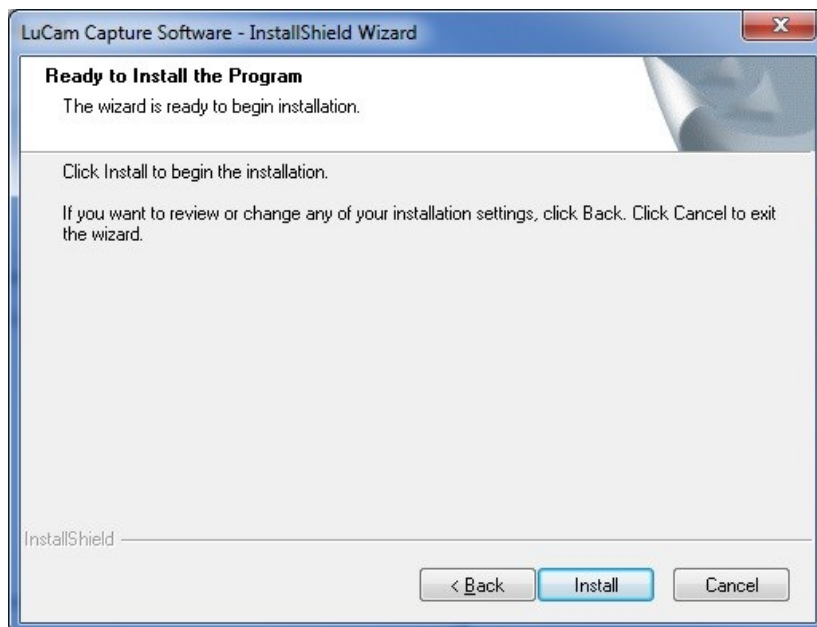 LuCam Capture Software - InstallShield Wizard
Ready to Install the Program
The wizard is ready to begin installation.
Click Install to begin the installation.
If you want to review or change any of your installation settings, click Back. Click Cancel to exit
the wizard.
InstallShield
< Back
Install
Cancel